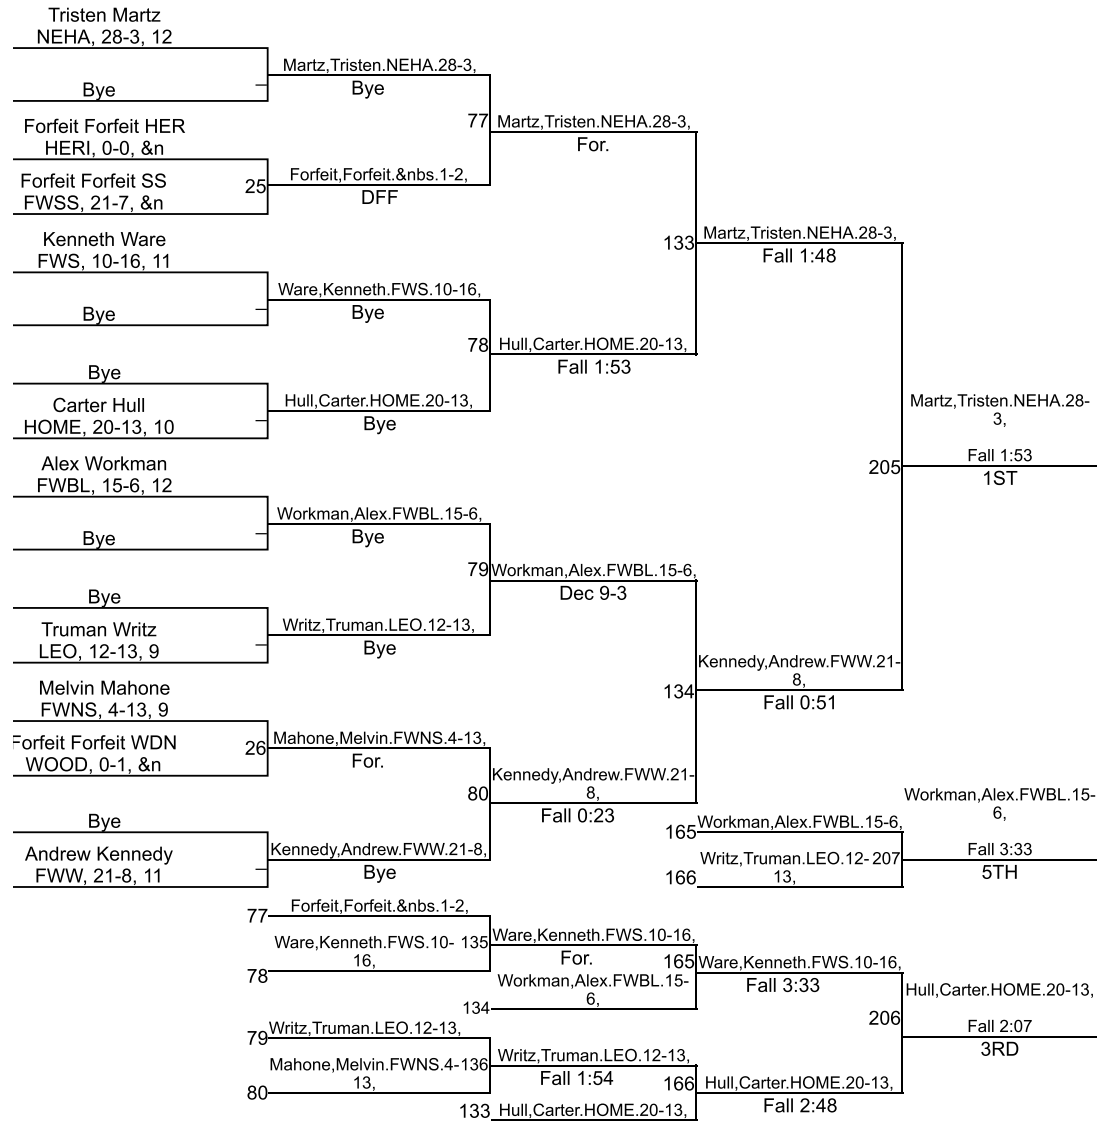 Tristen Martz
NEHA, 28-3, 12
Bye
Forfeit Forfeit HER
HERI, 0-0, &n
Forfeit Forfeit SS
FWSS, 21-7, &n
Kenneth Ware
FWS, 10-16, 11
Bye
Bye
Carter Hull
HOME, 20-13, 10
Alex Workman
FWBL, 15-6, 12
Bye
Bye
Truman Writz
LEO, 12-13, 9
Melvin Mahone
FWNS, 4-13, 9
Forfeit Forfeit WDN
WOOD, 0-1, &n
Bye
Andrew Kennedy
FWW, 21-8, 11
Martz,Tristen.NEHA.28-3,
Bye
25
Forfeit,Forfeit.&nbs.1-2,
DFF
Ware,Kenneth.FWS.10-16,
Bye
Hull,Carter.HOME.20-13,
Bye
Workman,Alex.FWBL.15-6,
Bye
Writz,Truman.LEO.12-13,
Bye
26
Mahone,Melvin.FWNS.4-13,
For.
Kennedy,Andrew.FWW.21-8,
Bye
77
Martz,Tristen.NEHA.28-3,
For.
78
Hull,Carter.HOME.20-13,
Fall 1:53
79
Workman,Alex.FWBL.15-6,
Dec 9-3
80
Kennedy,Andrew.FWW.21-
8,
Fall 0:23
133
Martz,Tristen.NEHA.28-3,
Fall 1:48
134
Kennedy,Andrew.FWW.21-
8,
Fall 0:51
205
Martz,Tristen.NEHA.28-
3,
Fall 1:53
1ST
165
Workman,Alex.FWBL.15-6,
166
Writz,Truman.LEO.12-
13,
207
Workman,Alex.FWBL.15-
6,
Fall 3:33
5TH
77
Forfeit,Forfeit.&nbs.1-2,
78
Ware,Kenneth.FWS.10-
16,
135
Ware,Kenneth.FWS.10-16,
For.
134
Workman,Alex.FWBL.15-
6,
165
Ware,Kenneth.FWS.10-16,
Fall 3:33
79
Writz,Truman.LEO.12-13,
80
Mahone,Melvin.FWNS.4-
13,
136
Writz,Truman.LEO.12-13,
Fall 1:54
133
Hull,Carter.HOME.20-13,
166
Hull,Carter.HOME.20-13,
Fall 2:48
206
Hull,Carter.HOME.20-13,
Fall 2:07
3RD